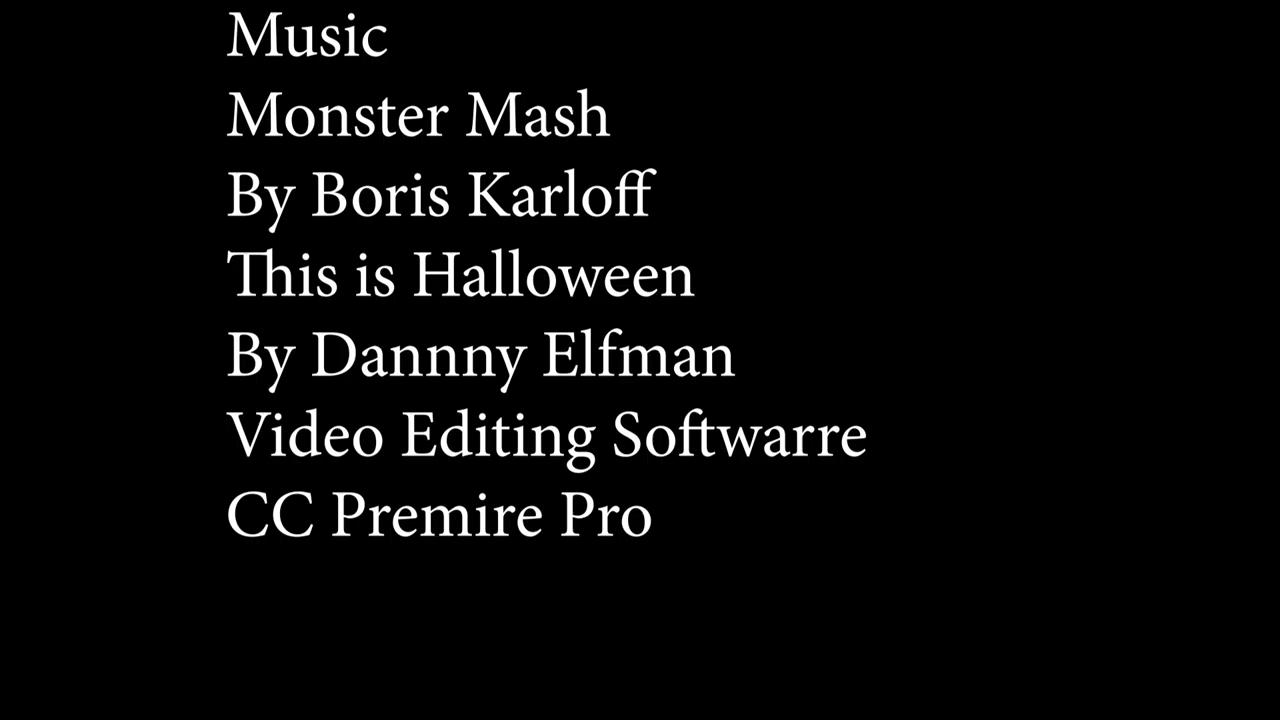 Music
Monster Mash
By Boris Karloff
This is Halloween
By Dannny Elfman
Video Editing Softwarre
CC Premire Pro